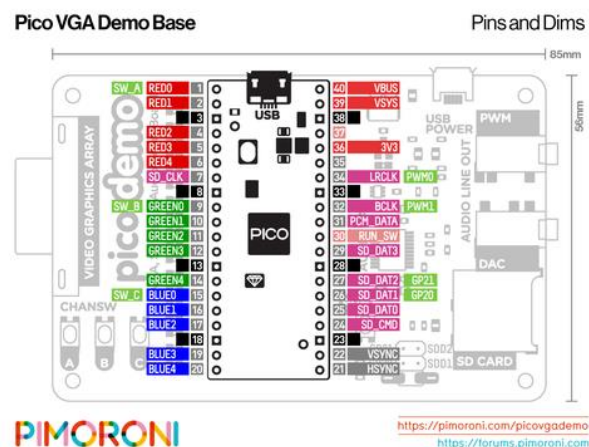 Pico VGA Demo Base
Pins and Dims
85mm
56mm
SW_A RED0 1
RED1 2
3
RED2 4
RED3 5
RED4 6
SD_CLK 7
8
SW_B GREEN0 9
GREEN1 10
GREEN2 11
GREEN3 12
13
GREEN4 14
SW_C BLUE0 15
BLUE1 16
BLUE2 17
18
BLUE3 19
BLUE4 20
USB
PICO
40 VBUS
39 VSYS
38
37
36 3V3
35
34 LRCLK PWM0
33
32 BCLK PWM1
31 PCM_DATA
30 RUN_SW
29 SD_DAT3
28
27 SD_DAT2 GP21
26 SD_DAT1 GP20
25 SD_DAT0
24 SD_CMD
23
22 VSYNC
21 HSYNC
VIDEO GRAPHICS ARRAY
picodemo
CHANSW
A B C
USB
POWER
PWM
AUDIO LINE OUT
DAC
SDD2
SDD1
SD CARD
PIMORONI
https://pimoroni.com/picovgademo
https://forums.pimoroni.com